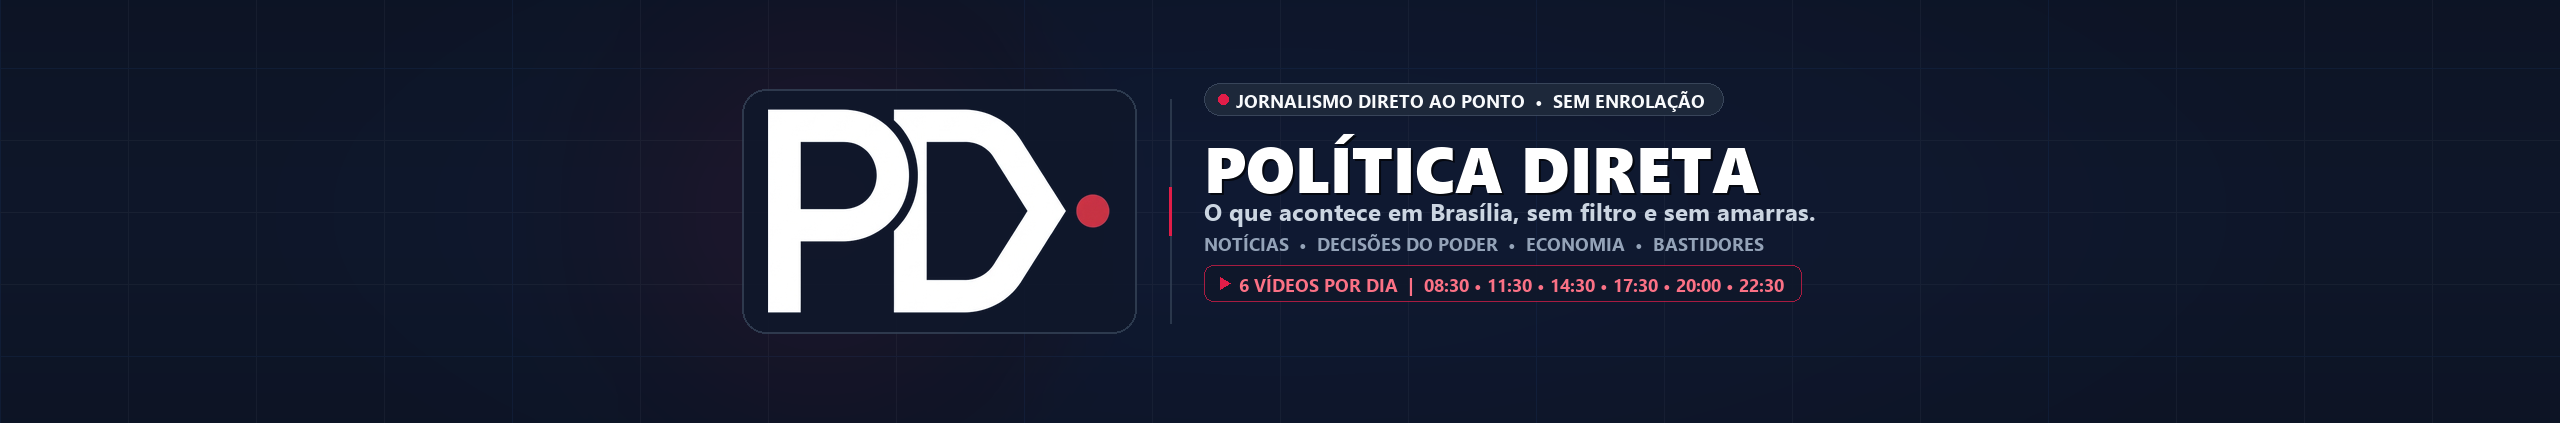 PD
JORNALISMO DIRETO AO PONTO • SEM ENROLAÇÃO
POLÍTICA DIRETA
O que acontece em Brasília, sem filtro e sem amarras.
NOTÍCIAS • DECISÕES DO PODER • ECONOMIA • BASTIDORES
6 VÍDEOS POR DIA | 08:30 • 11:30 • 14:30 • 17:30 • 20:00 • 22:30